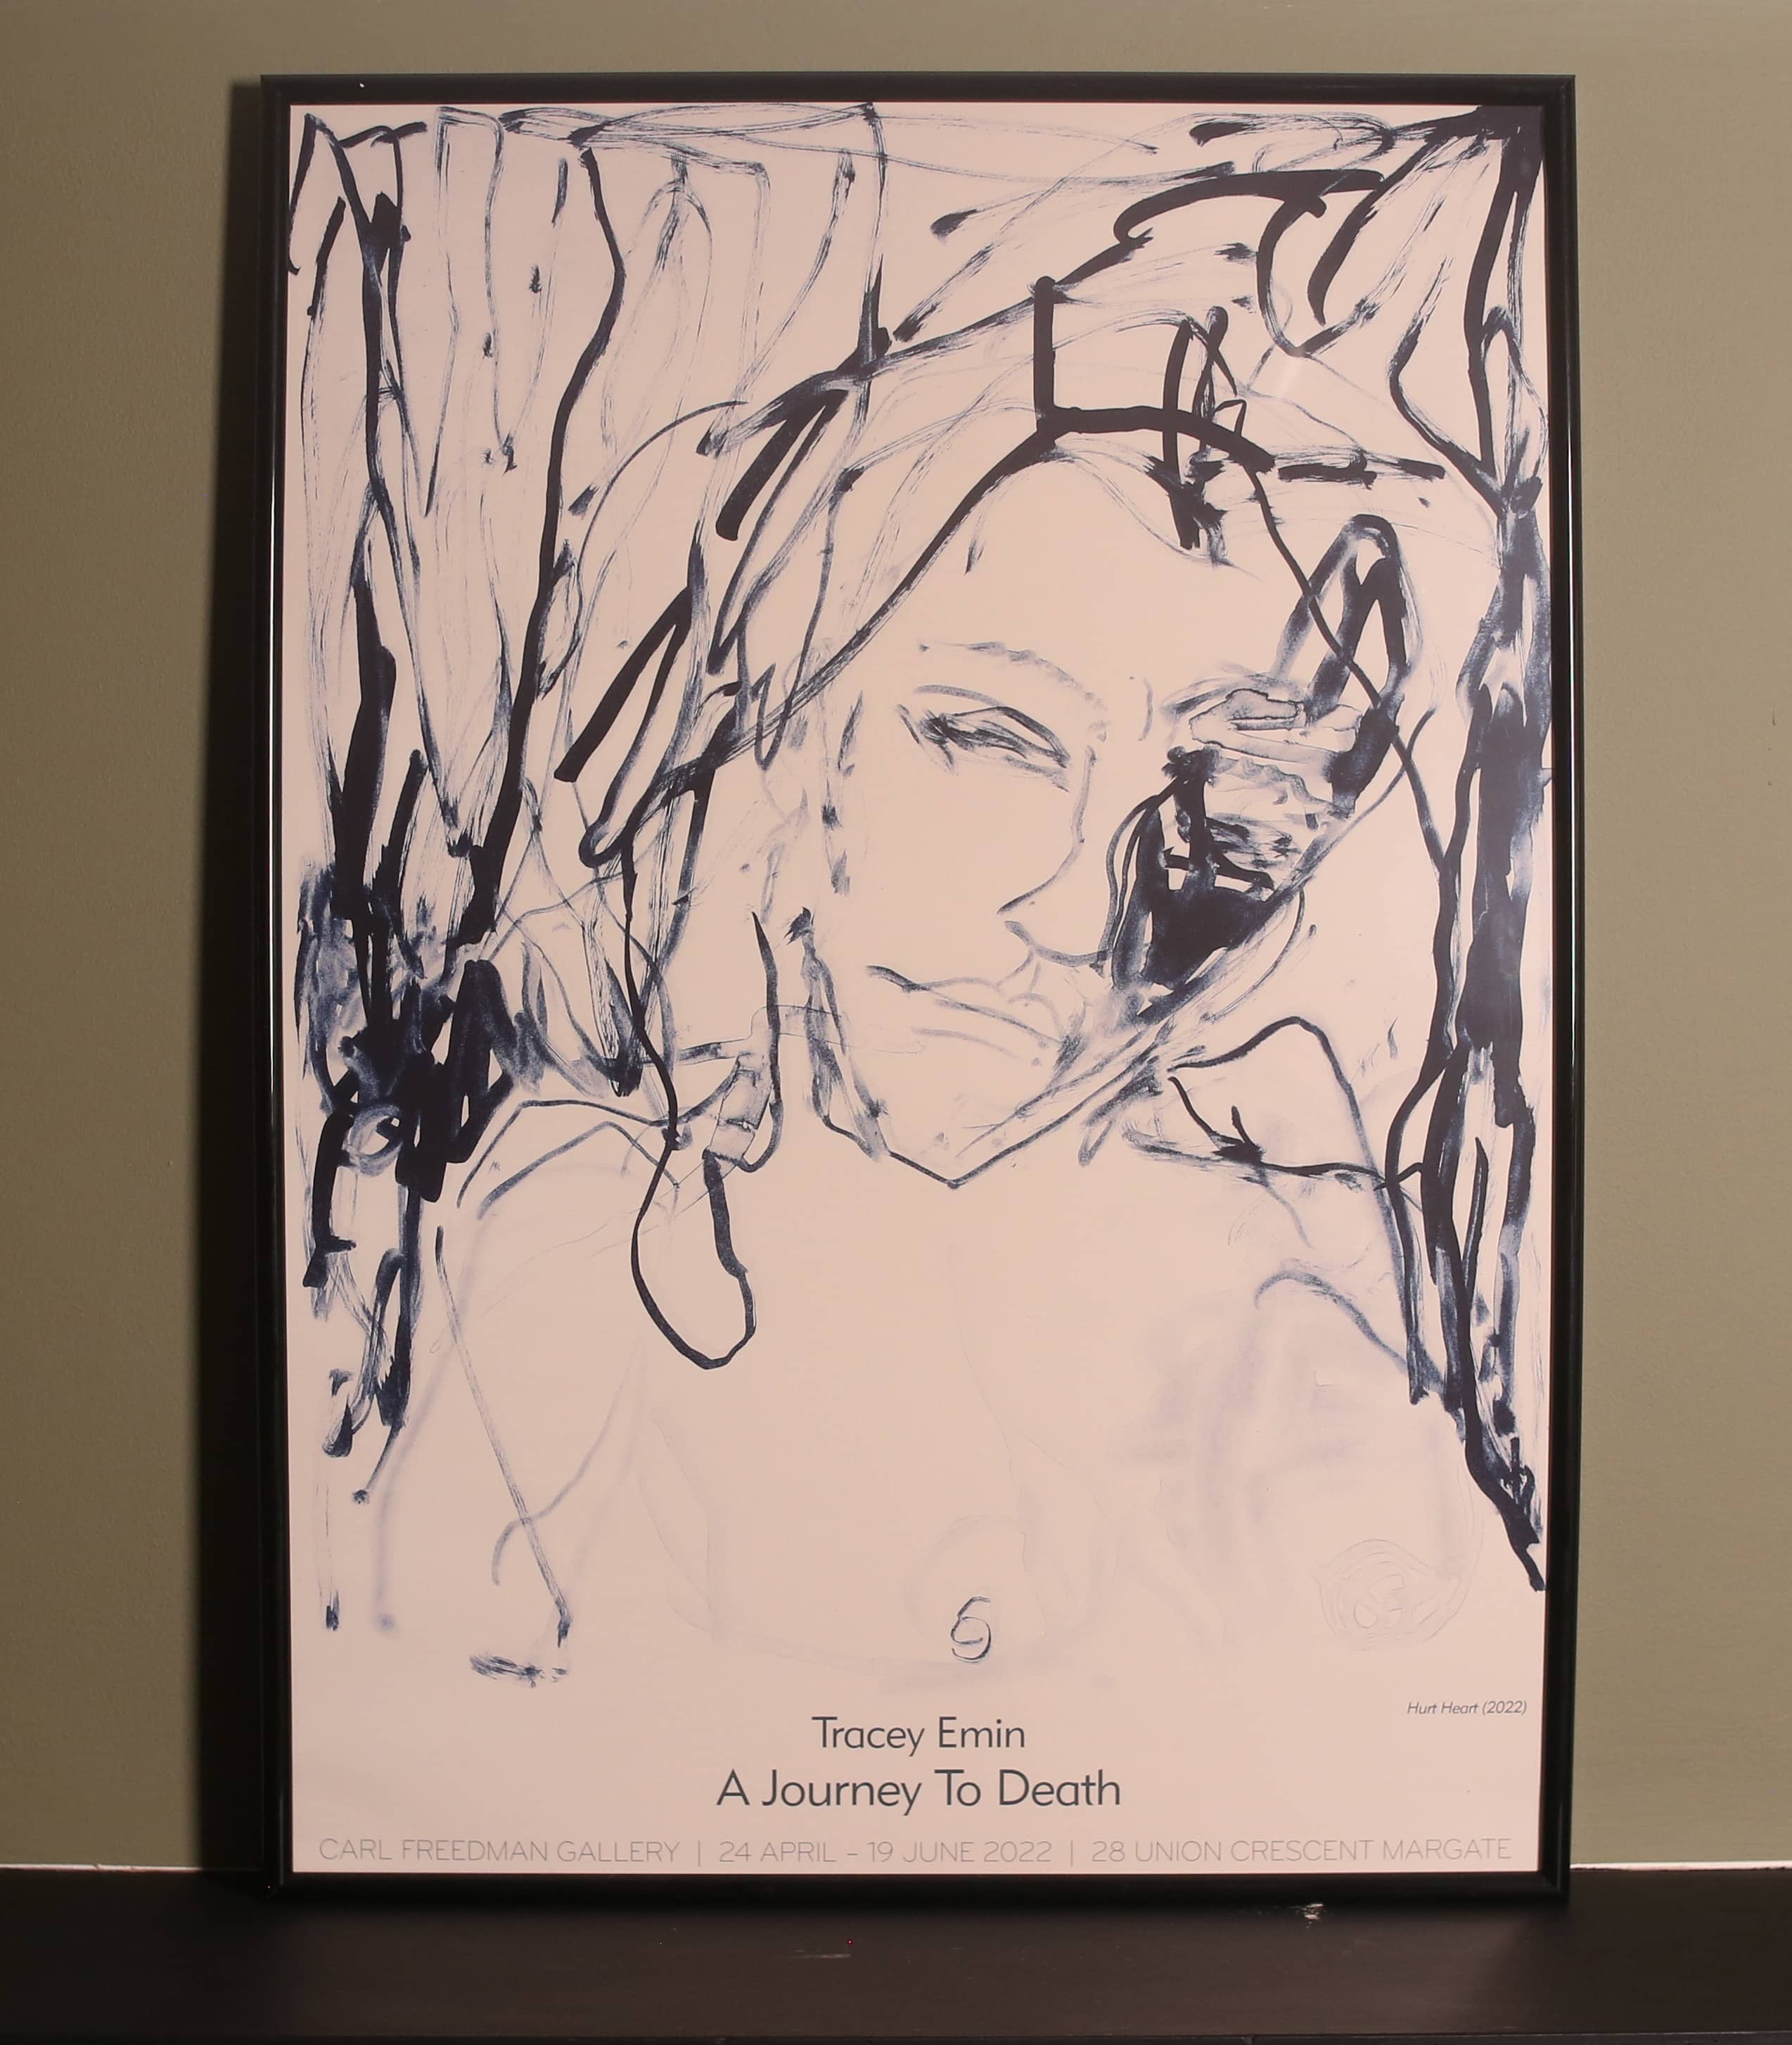 Hurt Heart (2022)
Tracey Emin
A Journey To Death
CARL FREEDMAN GALLERY | 24 APRIL - 19 JUNE 2022 | 28 UNION CRESCENT MARGATE